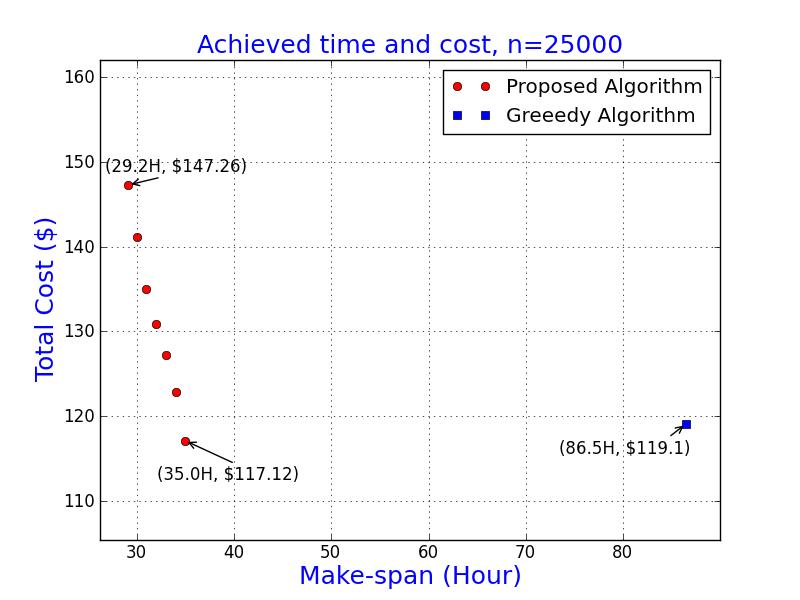 Achieved time and cost, n=25000
Proposed Algorithm
Greeedy Algorithm
160
150
140
130
120
110
Total Cost ($)
(29.2H, $147.26)
(35.0H, $117.12)
(86.5H, $119.1)
30 40 50 60 70 80
Make-span (Hour)